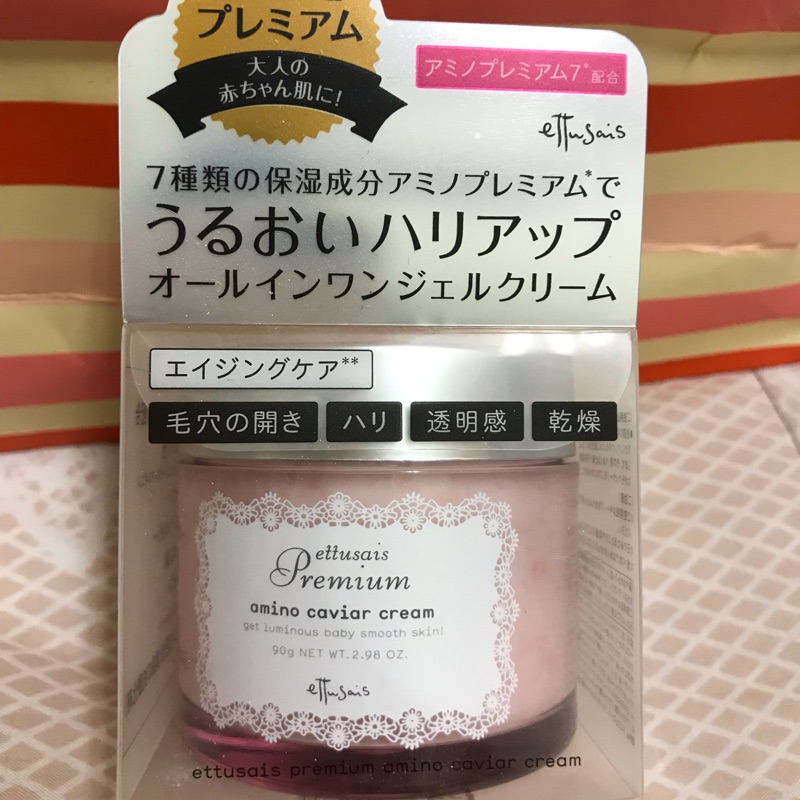 プレミアム
大人の
赤ちゃん肌に!
アミノプレミアム7*配合
ettusais
7種類の保湿成分アミノプレミアム*で
うるおいハリアップ
オールインワンジェルクリーム
エイジングケア**
毛穴の開き ハリ 透明感 乾燥
ettusais
Premium
amino caviar cream
get luminous baby smooth skin!
90g NET WT. 2.98 OZ.
ettusais
ettusais premium amino caviar cream